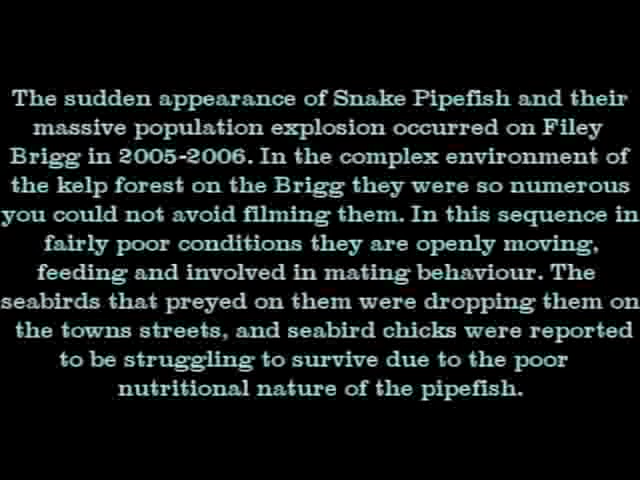 The sudden appearance of Snake Pipefish and their
massive population explosion occurred on Filey
Brigg in 2005-2006. In the complex environment of
the kelp forest on the Brigg they were so numerous
you could not avoid filming them. In this sequence in
fairly poor conditions they are openly moving,
feeding and involved in mating behaviour. The
seabirds that preyed on them were dropping them on
the towns streets, and seabird chicks were reported
to be struggling to survive due to the poor
nutritional nature of the pipefish.